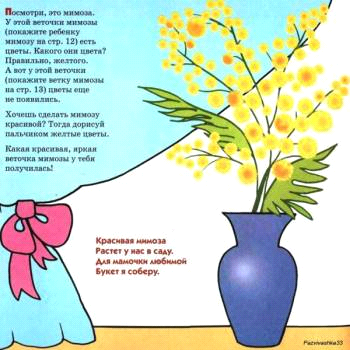 Посмотри, это мимоза.
У этой веточки мимозы
(покажите ребенку
мимозу на стр. 12) есть
цветы. Какого они цвета?
Правильно, желтого.
А вот у этой веточки
(покажите ветку мимозы
на стр. 13) цветы еще
не появились.
Хочешь сделать мимозу
красивой? Тогда дорисуй
пальчиком желтые цветы.
Какая красивая, яркая
веточка мимозы у тебя
получилась!
Красивая мимоза
Растет у нас в саду.
Для мамочки любимой
Букет я соберу.
Razvivashka33